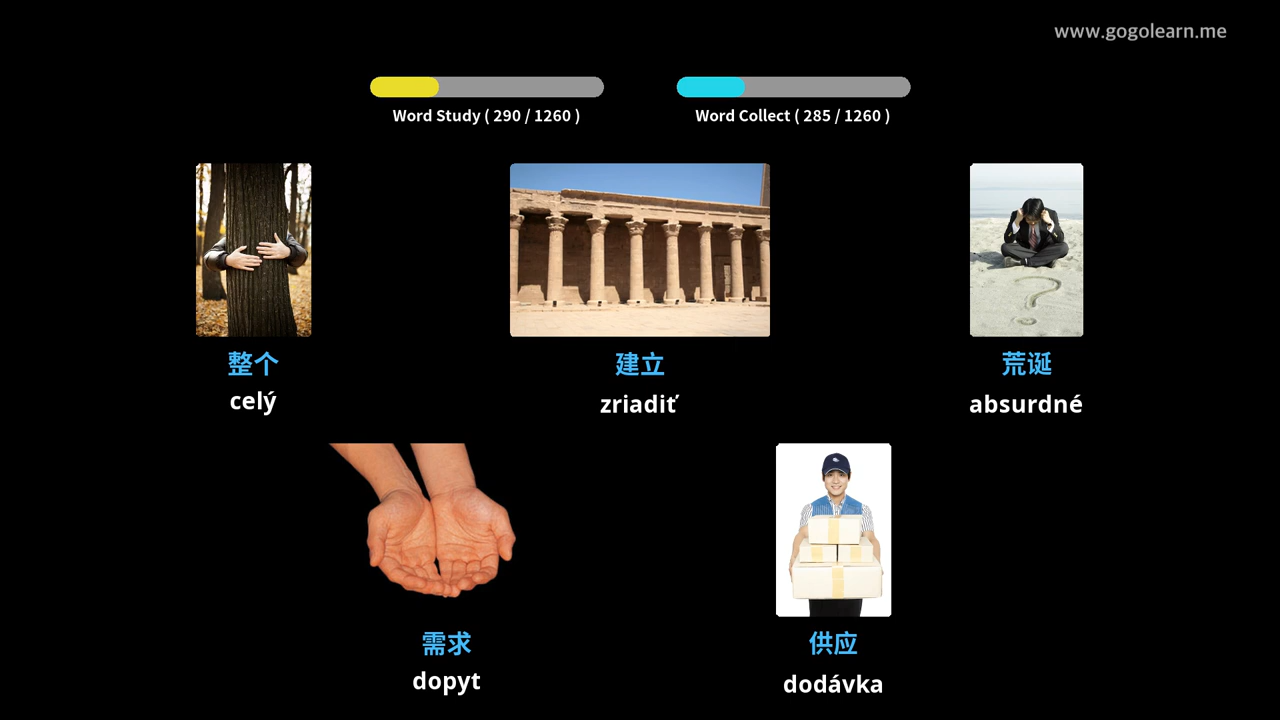 www.gogolearn.me
Word Study ( 290 / 1260 )
Word Collect ( 285 / 1260 )
整个
celý
建立
zriadiť
荒诞
absurdné
需求
dopyt
供应
dodávka